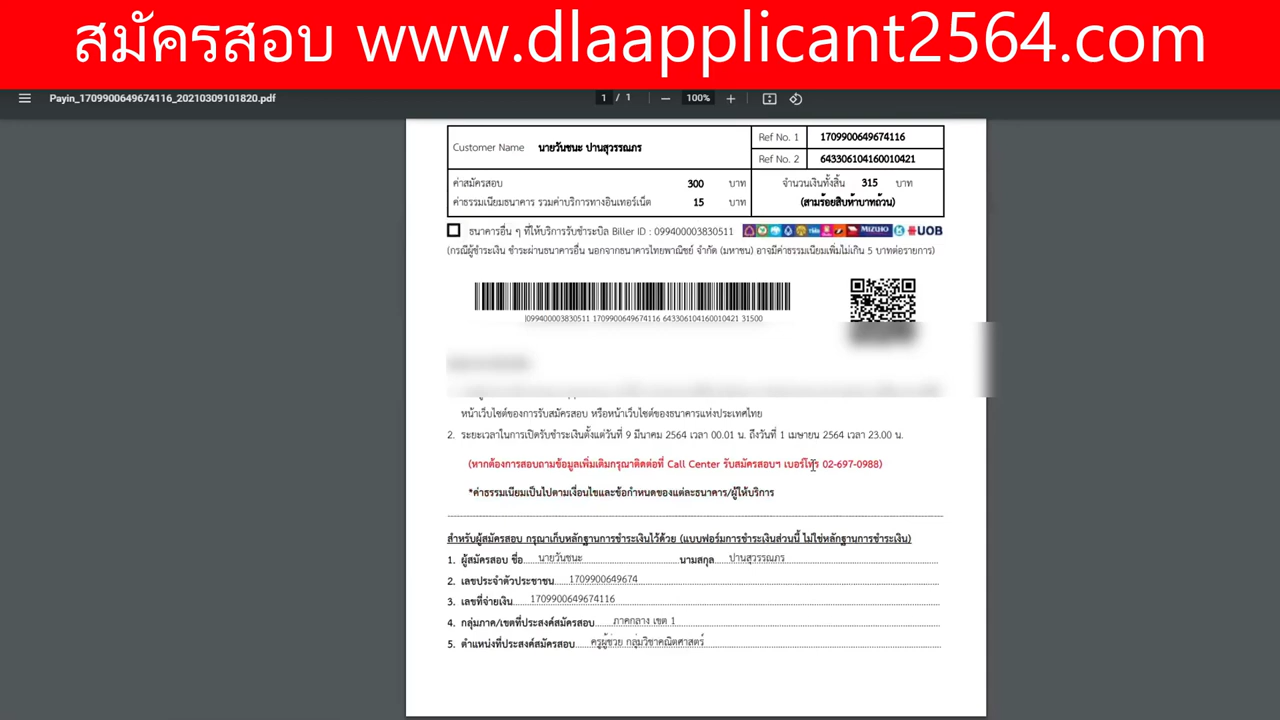 สมัครสอบ www.dlaapplicant2564.com
Payin_1709900649674116_20210309101820.pdf 1 / 1 100%
Customer Name นายวันชนะ ปานสุวรรณภร Ref No. 1 1709900649674116
Ref No. 2 643306104160010421
ค่าสมัครสอบ 300 บาท จำนวนเงินทั้งสิ้น 315 บาท
ค่าธรรมเนียมธนาคาร รวมค่าบริการทางอินเทอร์เน็ต 15 บาท (สามร้อยสิบห้าบาทถ้วน)
ธนาคารอื่น ๆ ที่ให้บริการรับชำระบิล Biller ID : 099400003830511 MIZUHO UOB
(กรณีผู้ชำระเงิน ชำระผ่านธนาคารอื่น นอกจากธนาคารไทยพาณิชย์ จำกัด (มหาชน) อาจมีค่าธรรมเนียมเพิ่มไม่เกิน 5 บาทต่อรายการ)
|099400003830511 1709900649674116 643306104160010421 31500
หน้าเว็บไซต์ของการรับสมัครสอบ หรือหน้าเว็บไซต์ของธนาคารแห่งประเทศไทย
2. ระยะเวลาในการเปิดรับชำระเงินตั้งแต่วันที่ 9 มีนาคม 2564 เวลา 00.01 น. ถึงวันที่ 1 เมษายน 2564 เวลา 23.00 น.
(หากต้องการสอบถามข้อมูลเพิ่มเติมกรุณาติดต่อที่ Call Center รับสมัครสอบฯ เบอร์โทร 02-697-0988)
*ค่าธรรมเนียมเป็นไปตามเงื่อนไขและข้อกำหนดของแต่ละธนาคาร/ผู้ให้บริการ
สำหรับผู้สมัครสอบ กรุณาเก็บหลักฐานการชำระเงินไว้ด้วย (แบบฟอร์มการชำระเงินส่วนนี้ ไม่ใช่หลักฐานการชำระเงิน)
1. ผู้สมัครสอบ ชื่อ นายวันชนะ นามสกุล ปานสุวรรณภร
2. เลขประจำตัวประชาชน 1709900649674
3. เลขที่จ่ายเงิน 1709900649674116
4. กลุ่มภาค/เขตที่ประสงค์สมัครสอบ ภาคกลาง เขต 1
5. ตำแหน่งที่ประสงค์สมัครสอบ ครูผู้ช่วย กลุ่มวิชาคณิตศาสตร์